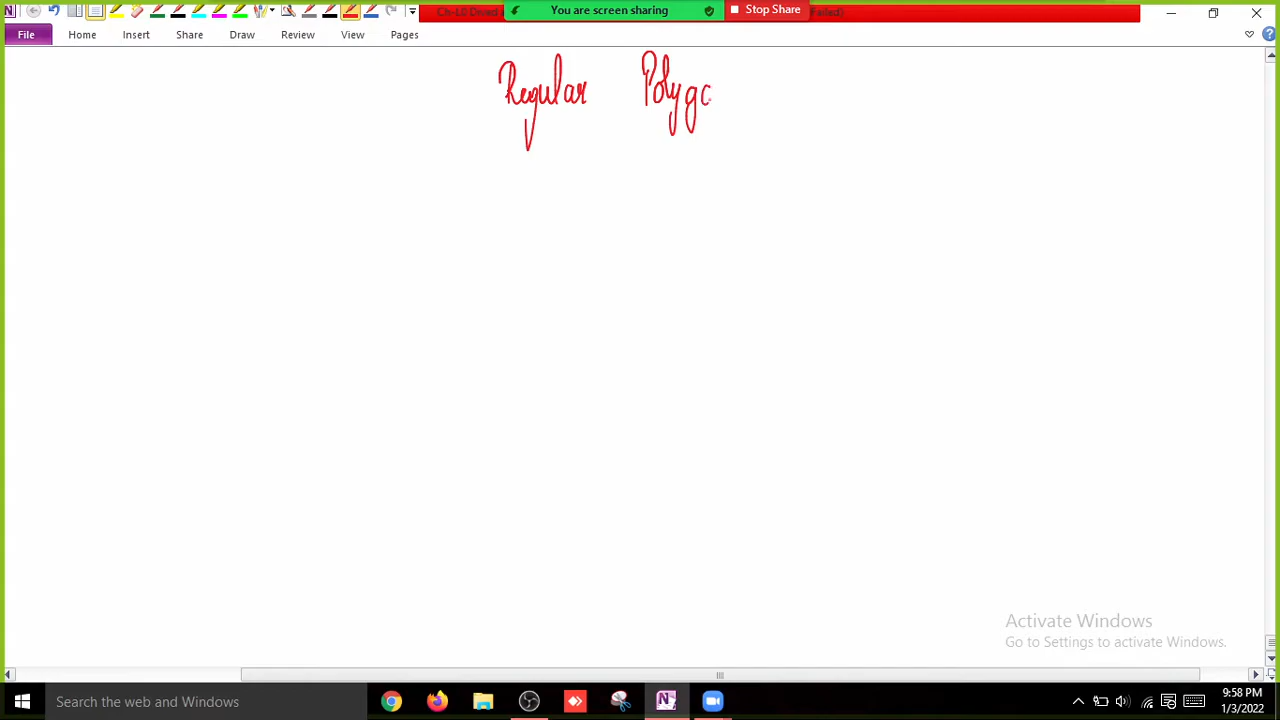 You are screen sharing
Stop Share
File Home Insert Share Draw Review View Pages
Regular Polygo
Activate Windows
Go to Settings to activate Windows.
Search the web and Windows
9:58 PM
1/3/2022